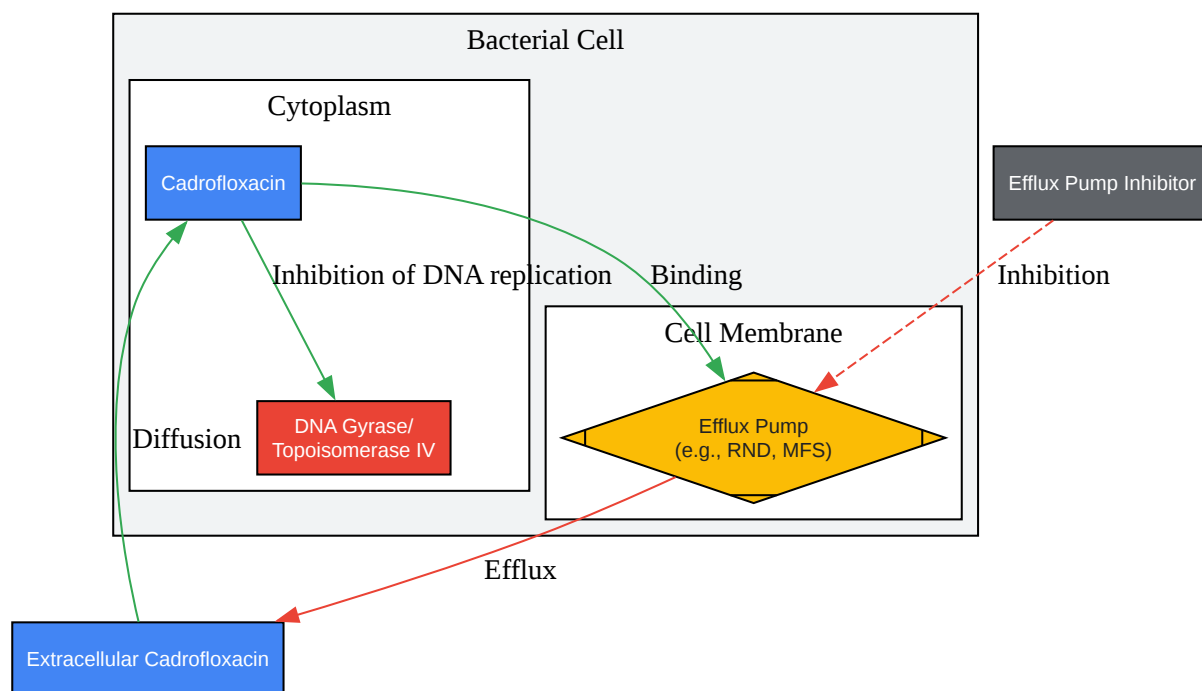 Bacterial Cell
Cytoplasm
Cadrofloxacin
Efflux Pump Inhibitor
Inhibition of DNA replication
Binding
Inhibition
Cell Membrane
Diffusion
DNA Gyrase/
Topoisomerase IV
Efflux Pump
(e.g., RND, MFS)
Efflux
Extracellular Cadrofloxacin